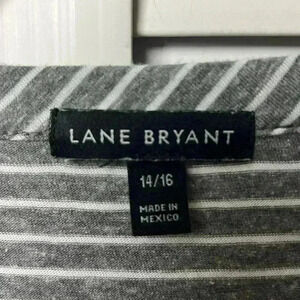 LANE BRYANT
14/16
MADE IN
MEXICO